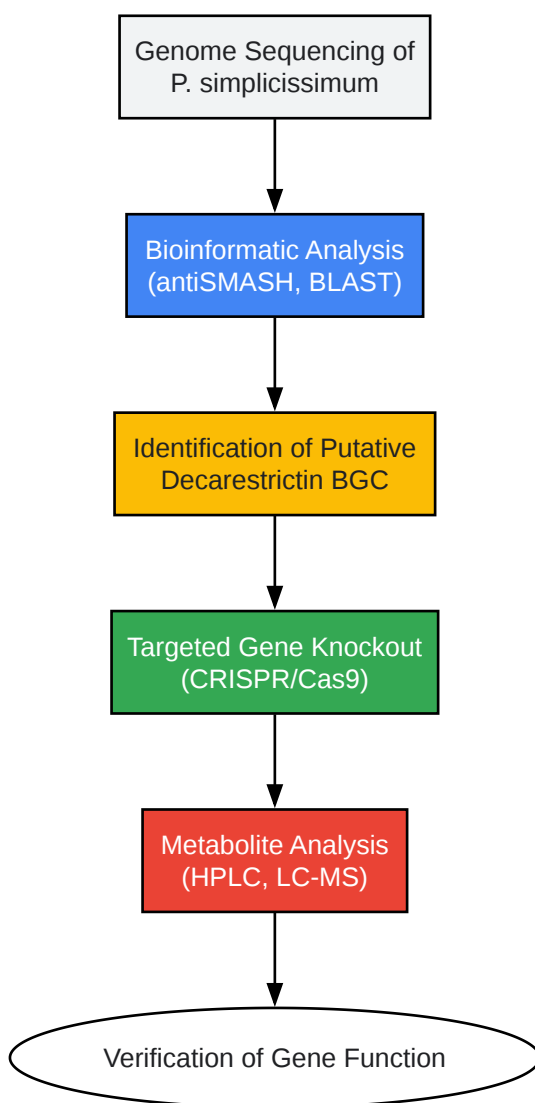 Genome Sequencing of
P. simplicissimum
Bioinformatic Analysis
(antiSMASH, BLAST)
Identification of Putative
Decarestrictin BGC
Targeted Gene Knockout
(CRISPR/Cas9)
Metabolite Analysis
(HPLC, LC-MS)
Verification of Gene Function